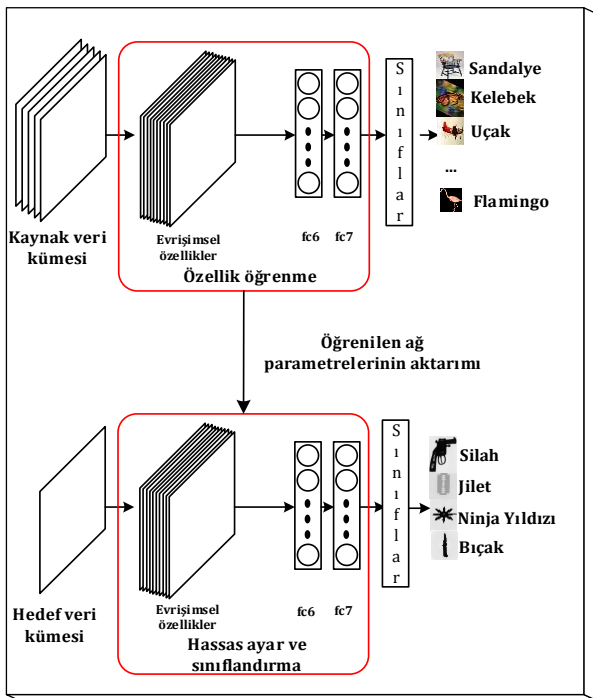 Sınıflar
Sandalye
Kelebek
Uçak
...
Flamingo
Kaynak veri
kümesi
Evrişimsel
özellikler
fc6
fc7
Özellik öğrenme
Öğrenilen ağ
parametrelerinin aktarımı
Sınıflar
Silah
Jilet
Ninja Yıldızı
Bıçak
Hedef veri
kümesi
Evrişimsel
özellikler
fc6
fc7
Hassas ayar ve
sınıflandırma